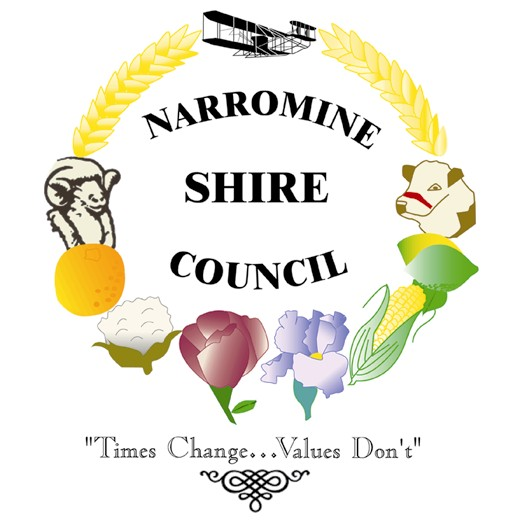 NARROMINE
SHIRE
COUNCIL
"Times Change...Values Don't"